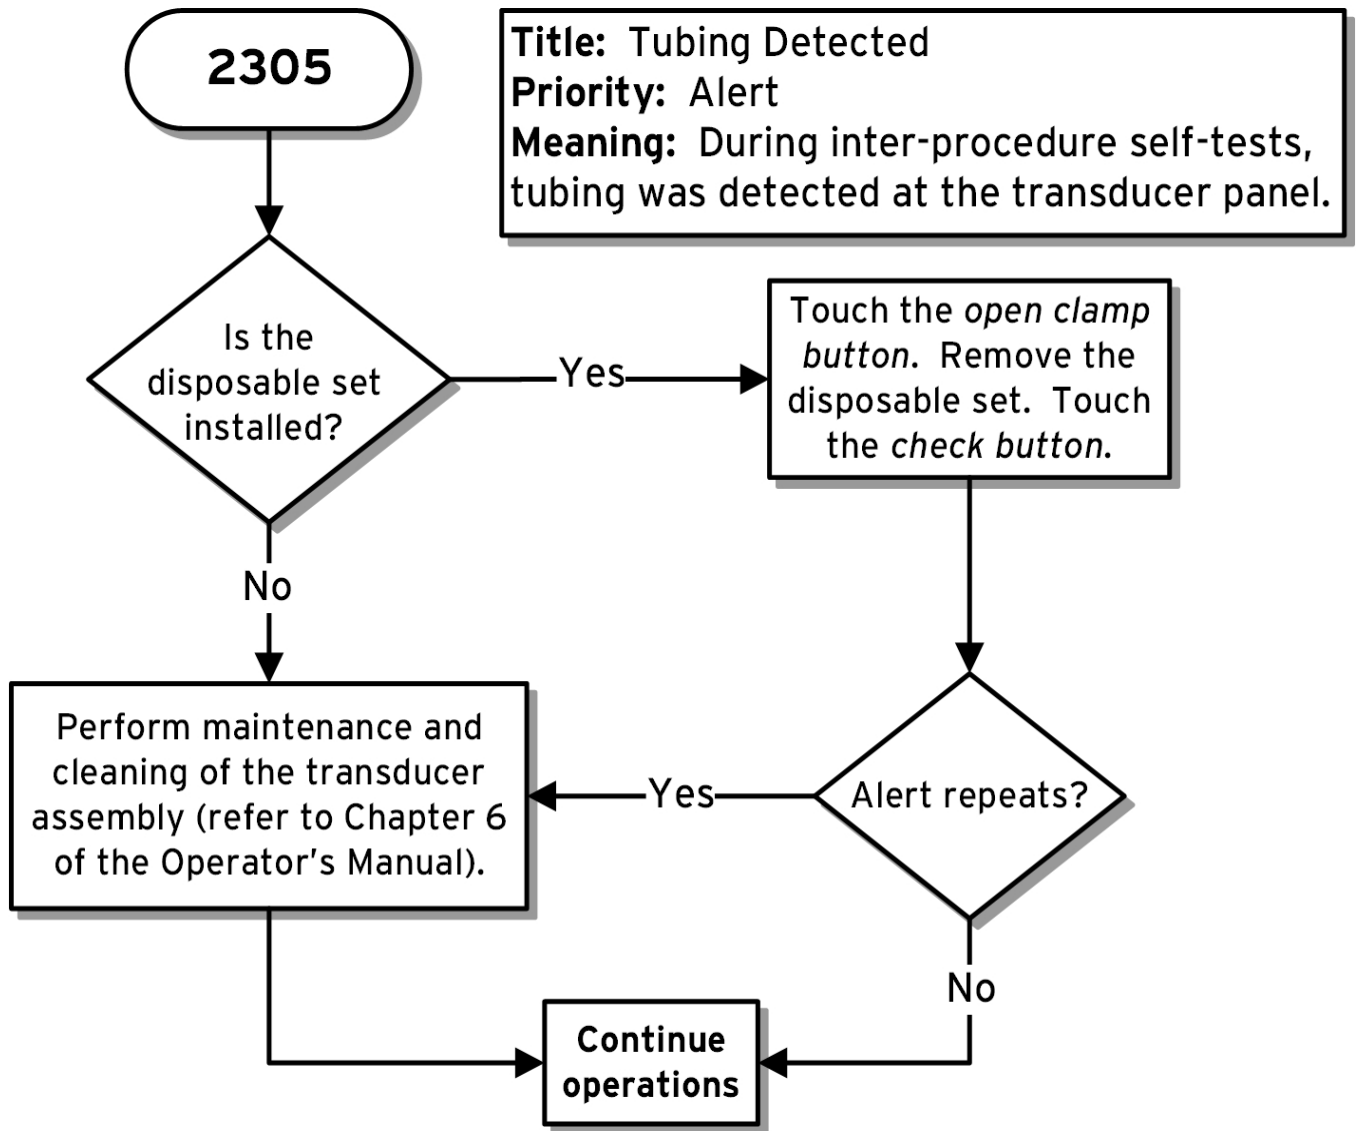 2305
Title: Tubing Detected
Priority: Alert
Meaning: During inter-procedure self-tests,
tubing was detected at the transducer panel.
Is the
disposable set
installed?
Yes
Touch the open clamp
button. Remove the
disposable set. Touch
the check button.
No
Perform maintenance and
cleaning of the transducer
assembly (refer to Chapter 6
of the Operator’s Manual).
Yes
Alert repeats?
No
Continue
operations